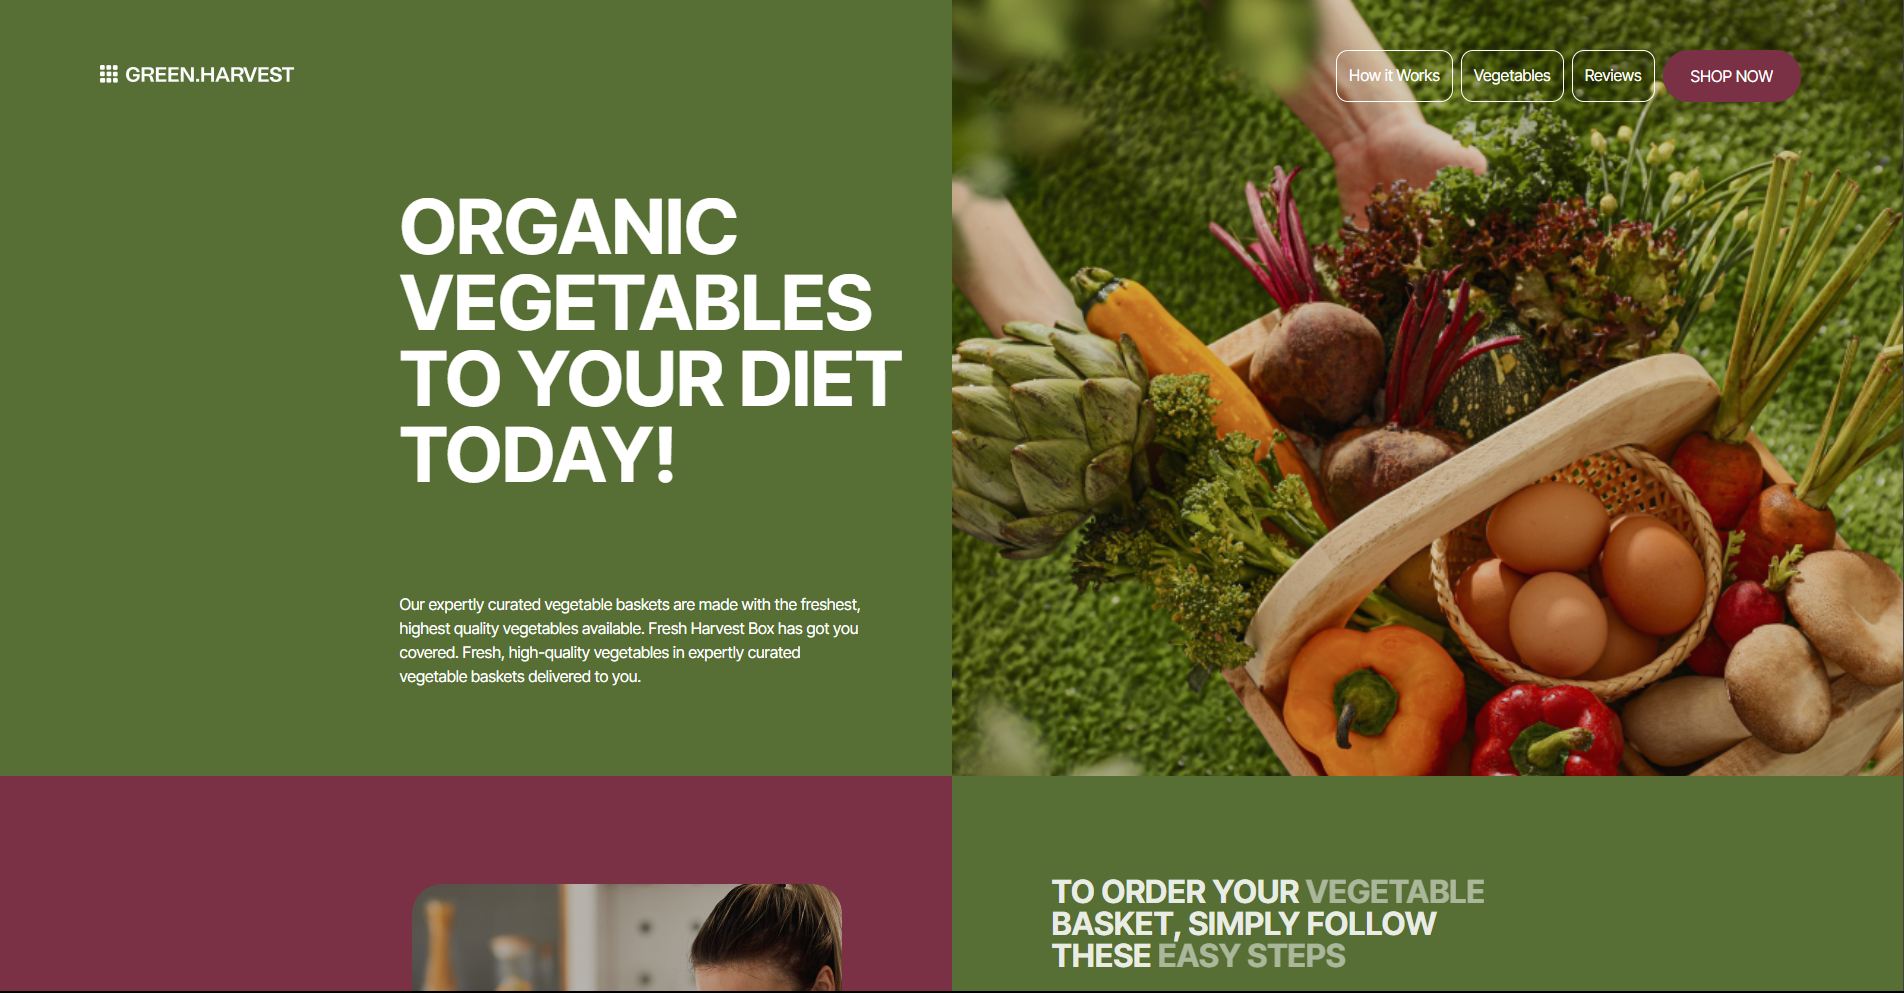 GREEN.HARVEST
How it Works
Vegetables
Reviews
SHOP NOW
ORGANIC
VEGETABLES
TO YOUR DIET
TODAY!
Our expertly curated vegetable baskets are made with the freshest,
highest quality vegetables available. Fresh Harvest Box has got you
covered. Fresh, high-quality vegetables in expertly curated
vegetable baskets delivered to you.
TO ORDER YOUR VEGETABLE
BASKET, SIMPLY FOLLOW
THESE EASY STEPS